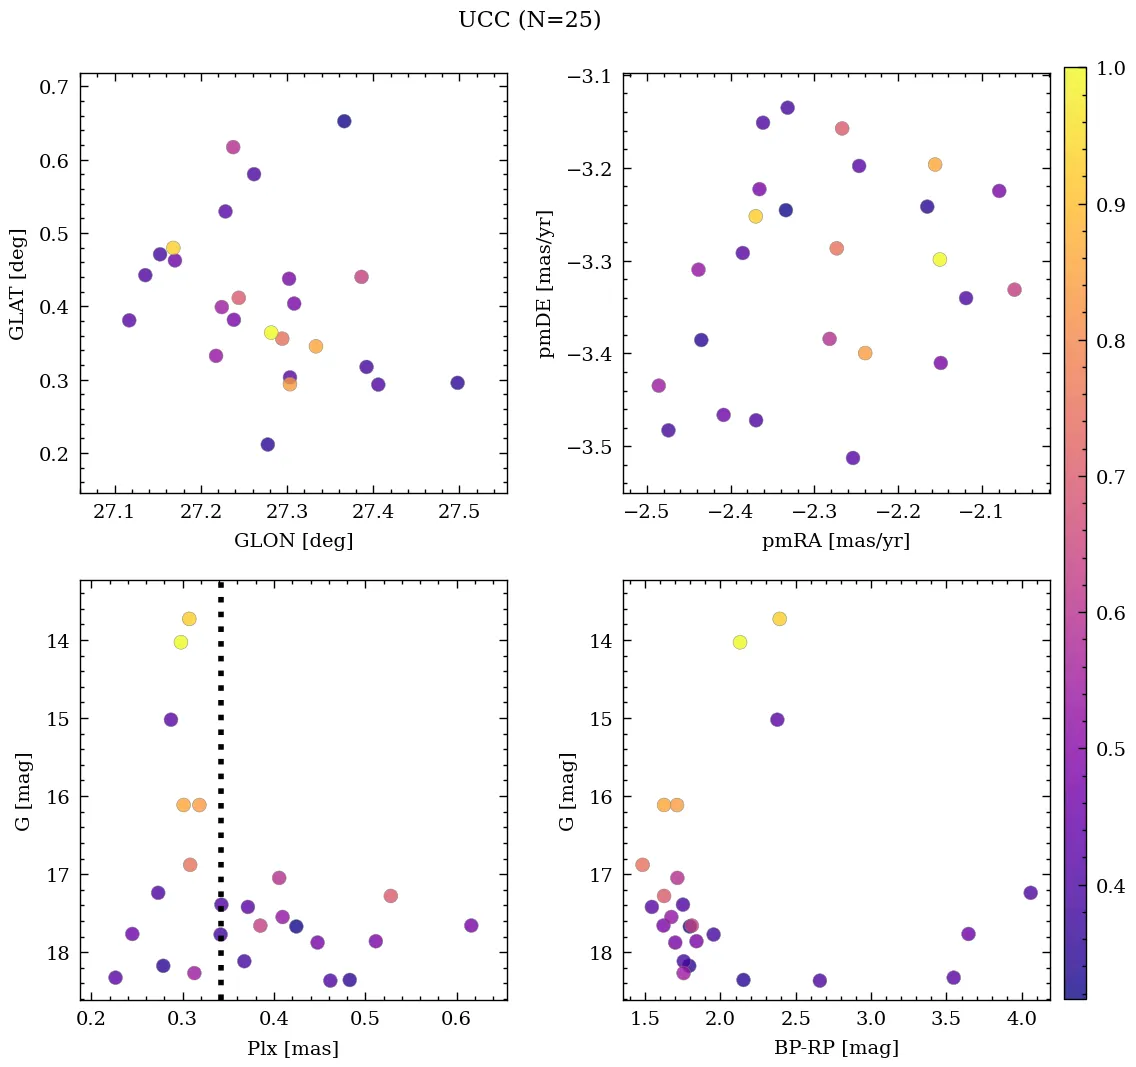 UCC (N=25)
0.7
0.6
0.5
0.4
0.3
0.2
GLAT [deg]
27.1 27.2 27.3 27.4 27.5
GLON [deg]
−3.1
−3.2
−3.3
−3.4
−3.5
pmDE [mas/yr]
−2.5 −2.4 −2.3 −2.2 −2.1
pmRA [mas/yr]
14
15
16
17
18
G [mag]
0.2 0.3 0.4 0.5 0.6
Plx [mas]
14
15
16
17
18
G [mag]
1.5 2.0 2.5 3.0 3.5 4.0
BP-RP [mag]
1.0
0.9
0.8
0.7
0.6
0.5
0.4